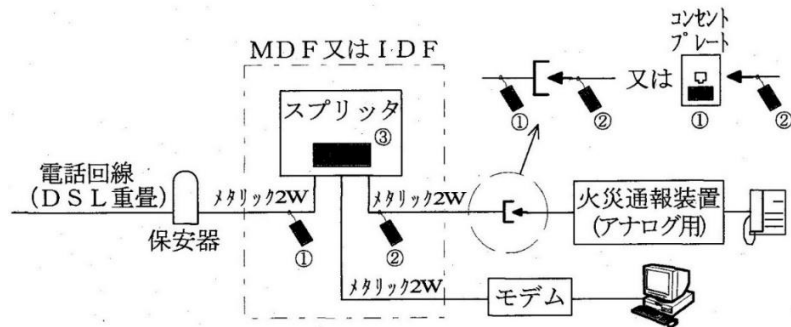 MDF又はIDF
コンセント
プレート
又は
①
②
①
②
スプリッタ
③
電話回線
(DSL重畳)
メタリック2W
メタリック2W
火災通報装置
(アナログ用)
保安器
①
②
メタリック2W
モデム